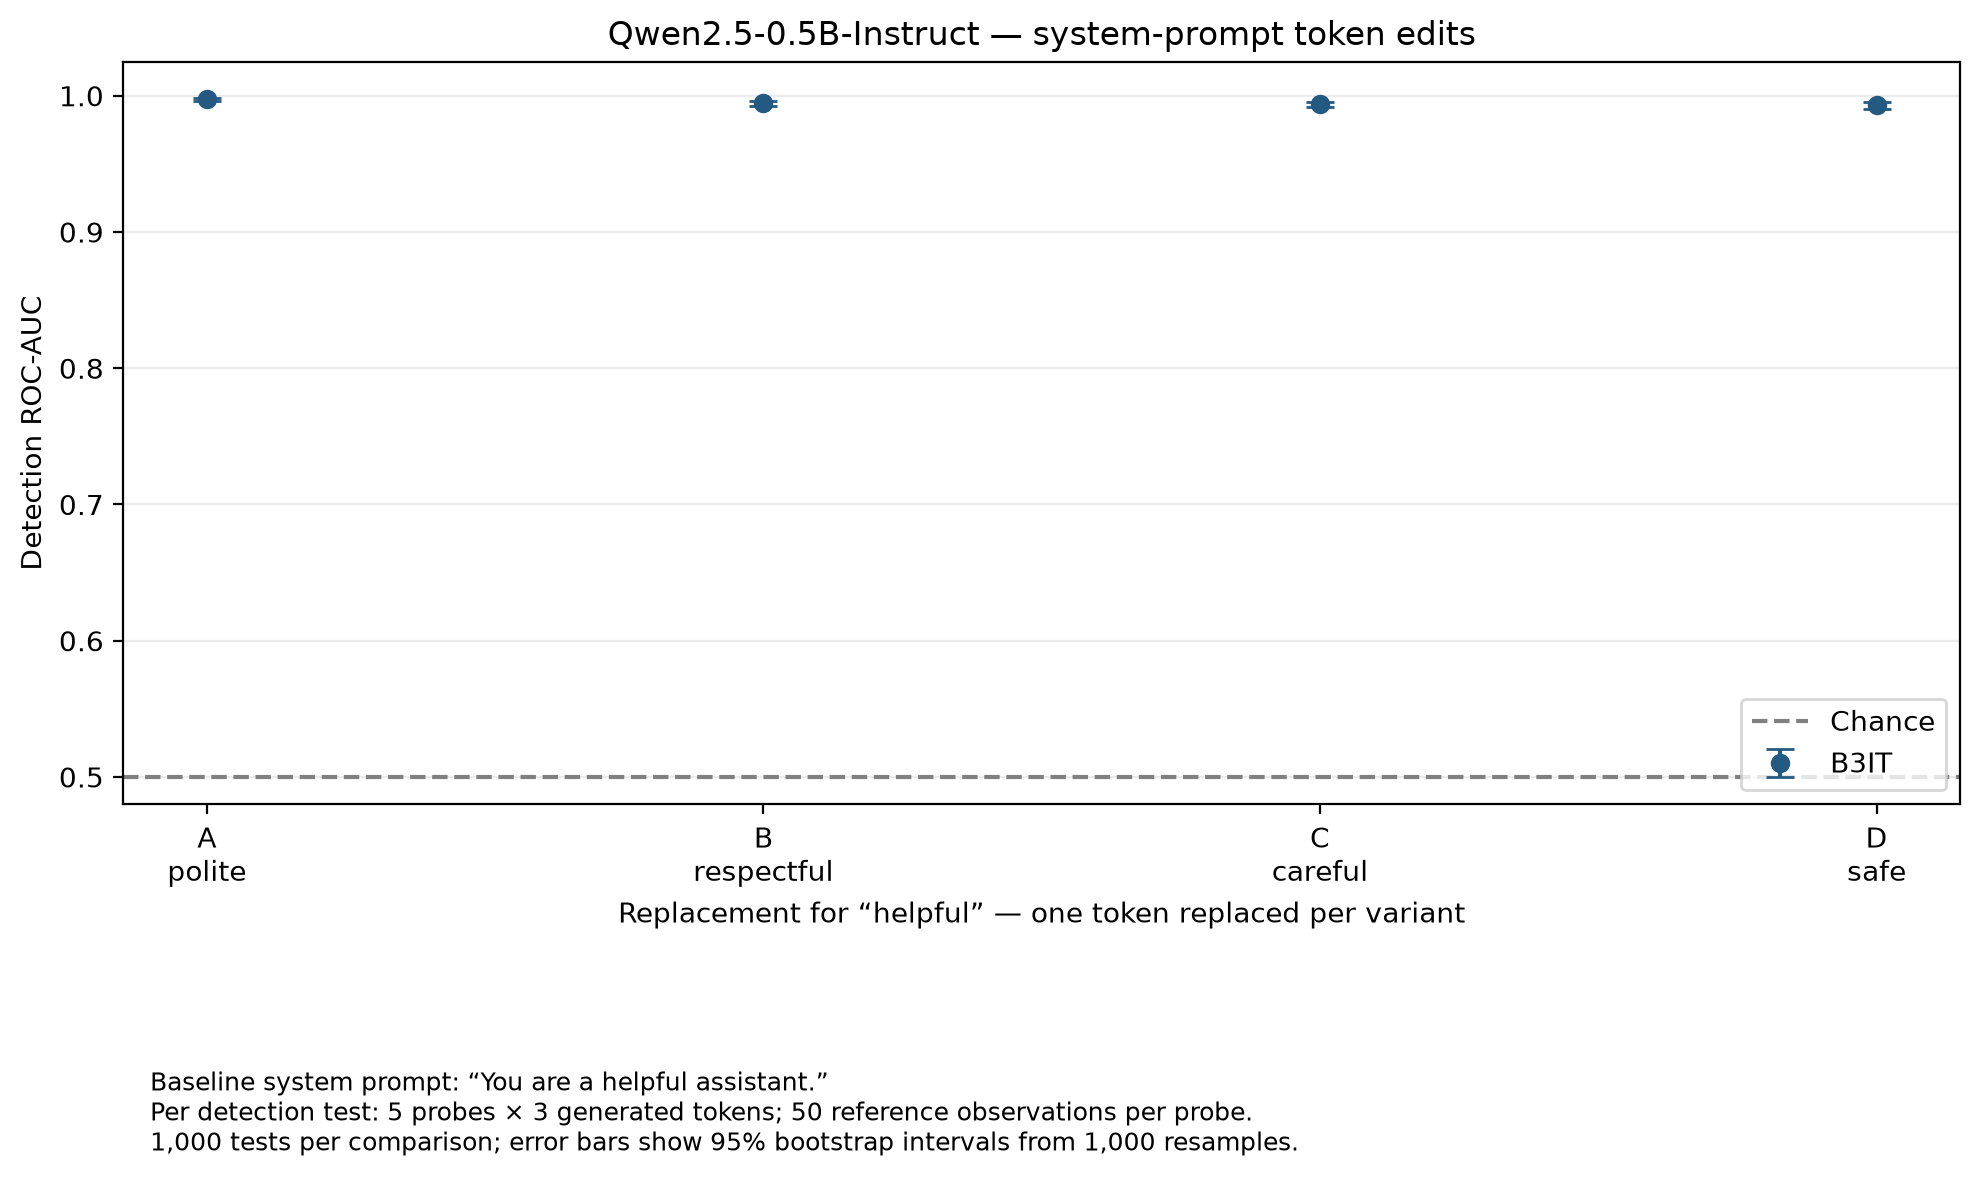 Qwen2.5-0.5B-Instruct — system-prompt token edits
Detection ROC-AUC
1.0
0.9
0.8
0.7
0.6
0.5
Chance
B3IT
A
polite
B
respectful
C
careful
D
safe
Replacement for “helpful” — one token replaced per variant
Baseline system prompt: “You are a helpful assistant.”
Per detection test: 5 probes × 3 generated tokens; 50 reference observations per probe.
1,000 tests per comparison; error bars show 95% bootstrap intervals from 1,000 resamples.